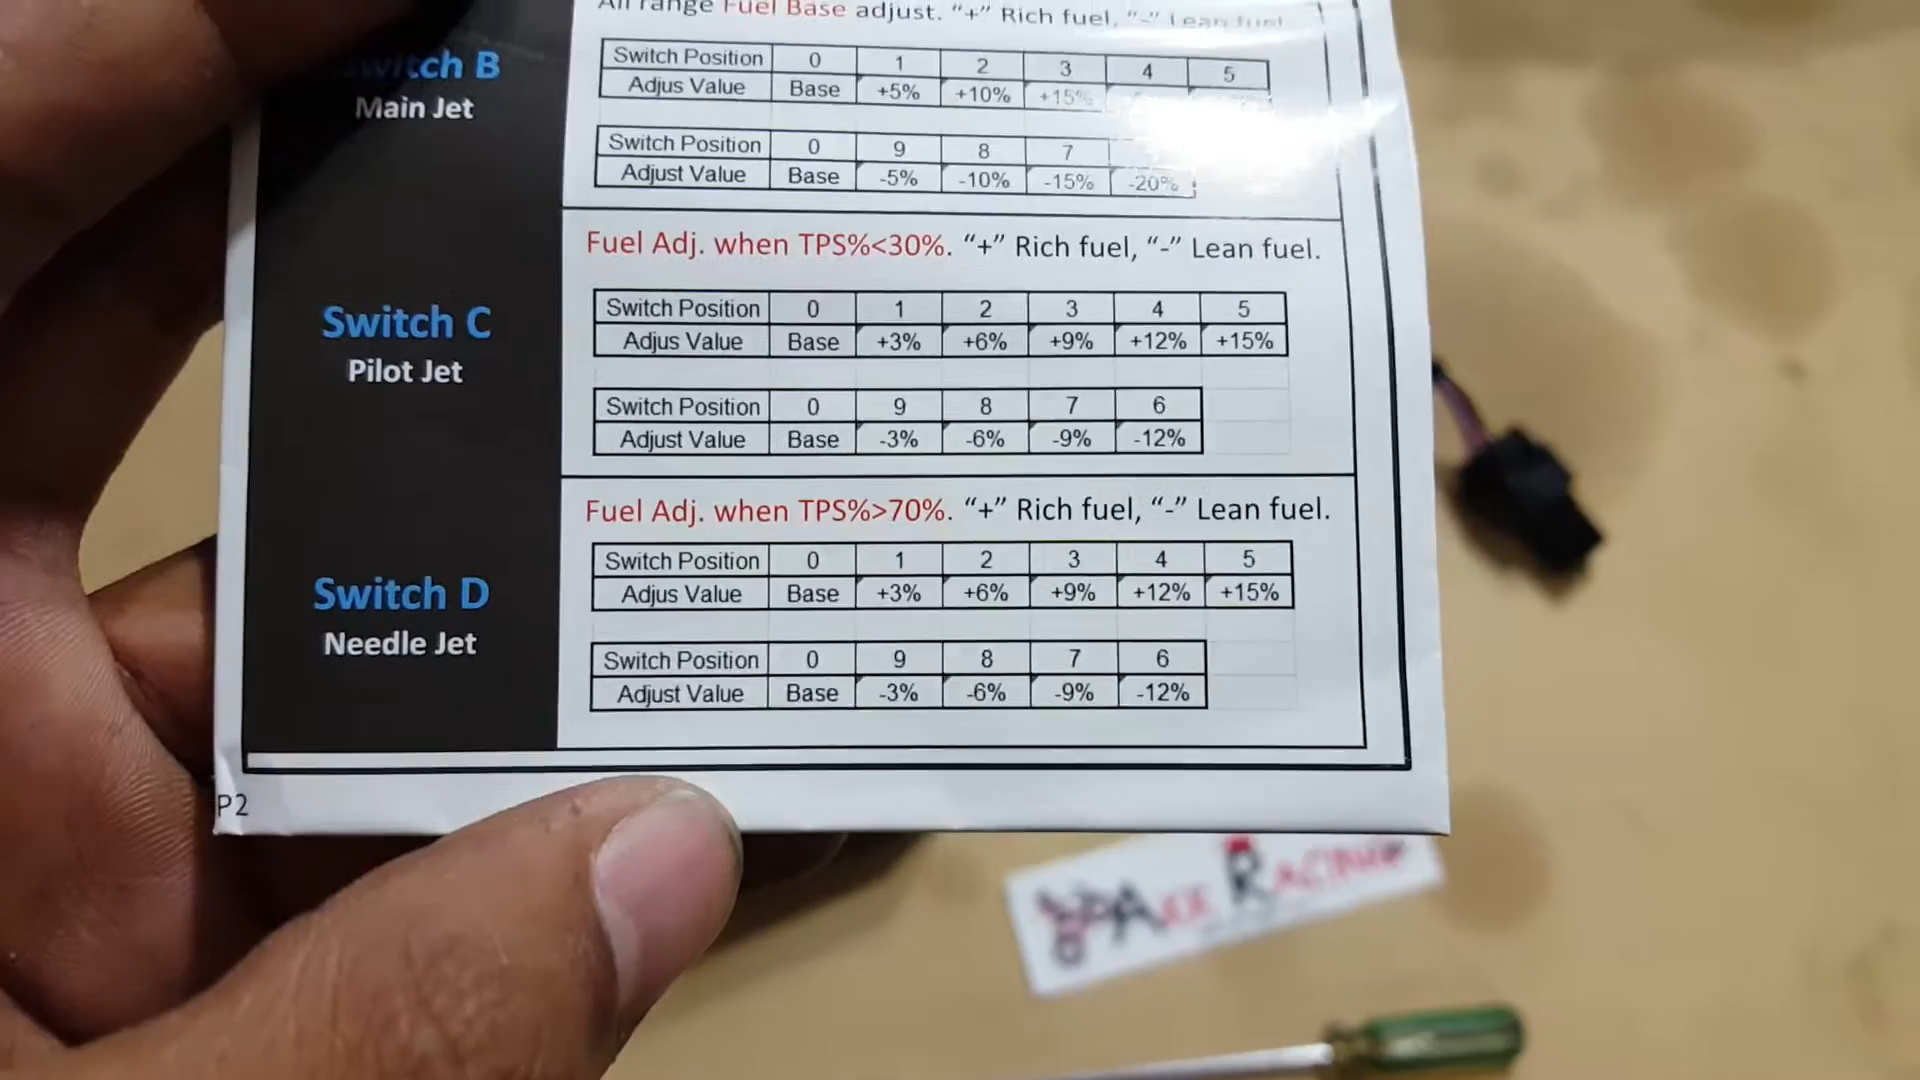 All range Fuel Base adjust. “+” Rich fuel, “-” Lean fuel
Switch B
Main Jet
Switch Position 0 1 2 3 4 5
Adjus Value Base +5% +10% +15%
Switch Position 0 9 8 7
Adjust Value Base -5% -10% -15% -20%
Fuel Adj. when TPS%<30%. “+” Rich fuel, “-” Lean fuel.
Switch C
Pilot Jet
Switch Position 0 1 2 3 4 5
Adjus Value Base +3% +6% +9% +12% +15%
Switch Position 0 9 8 7 6
Adjust Value Base -3% -6% -9% -12%
Fuel Adj. when TPS%>70%. “+” Rich fuel, “-” Lean fuel.
Switch D
Needle Jet
Switch Position 0 1 2 3 4 5
Adjus Value Base +3% +6% +9% +12% +15%
Switch Position 0 9 8 7 6
Adjust Value Base -3% -6% -9% -12%
P2
Racing